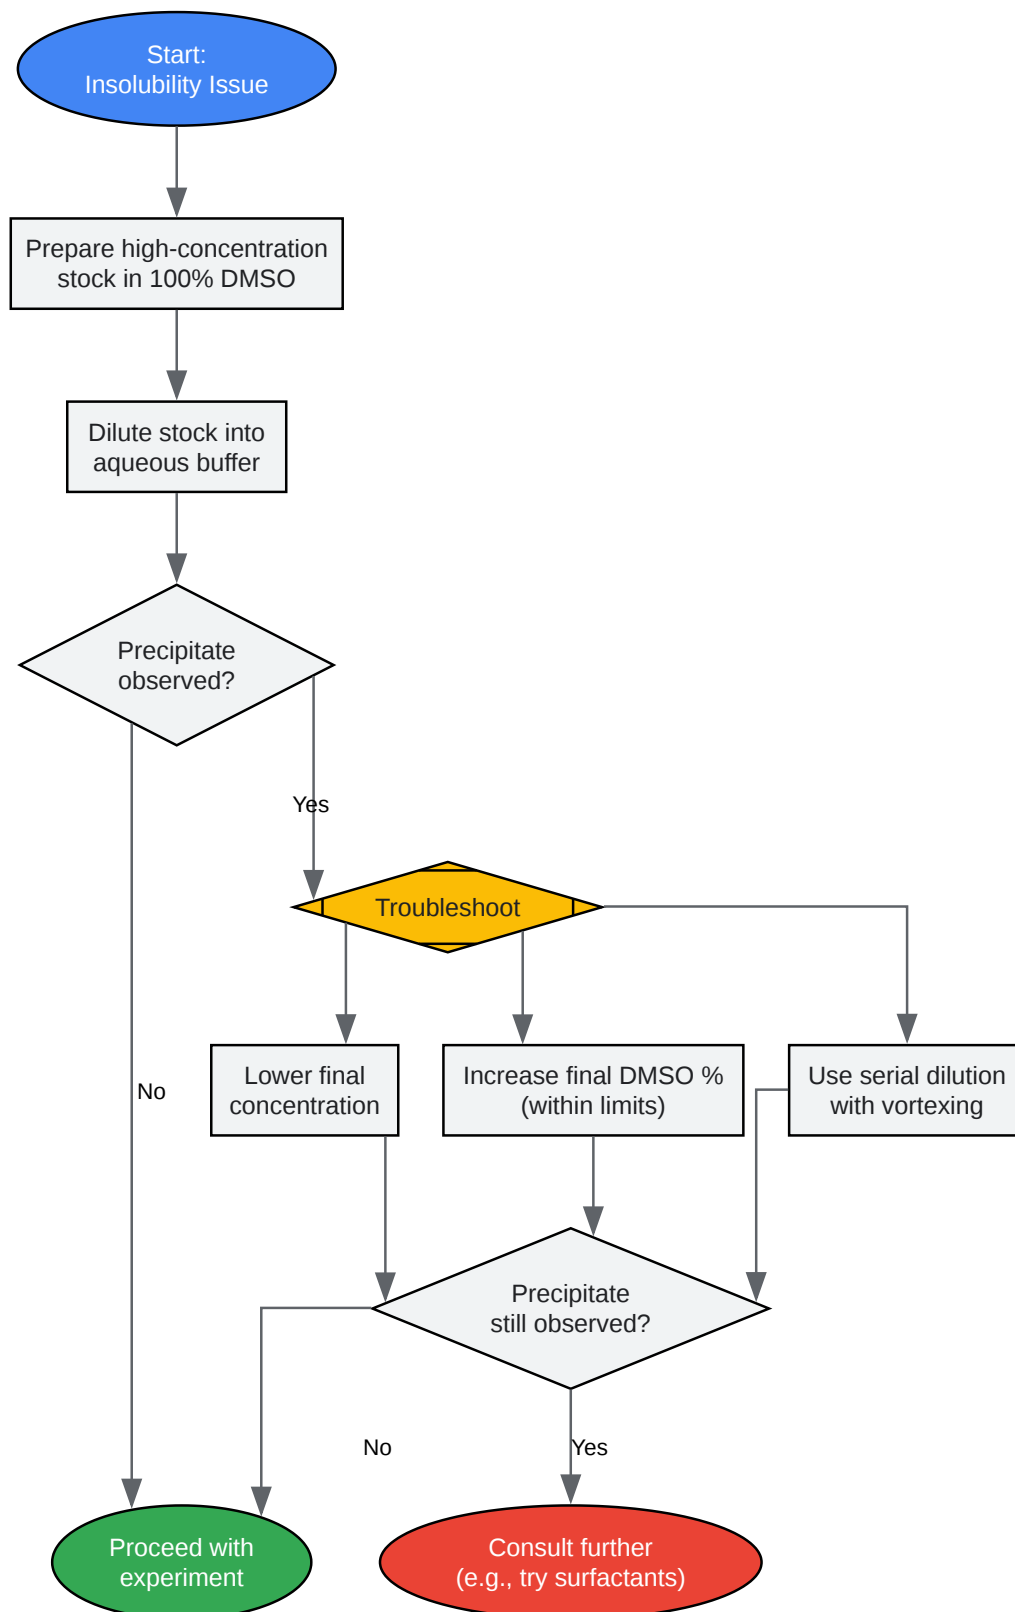 Start:
Insolubility Issue
Prepare high-concentration
stock in 100% DMSO
Dilute stock into
aqueous buffer
Precipitate
observed?
Yes
Troubleshoot
No
Lower final
concentration
Increase final DMSO %
(within limits)
Use serial dilution
with vortexing
Precipitate
still observed?
No
Yes
Proceed with
experiment
Consult further
(e.g., try surfactants)